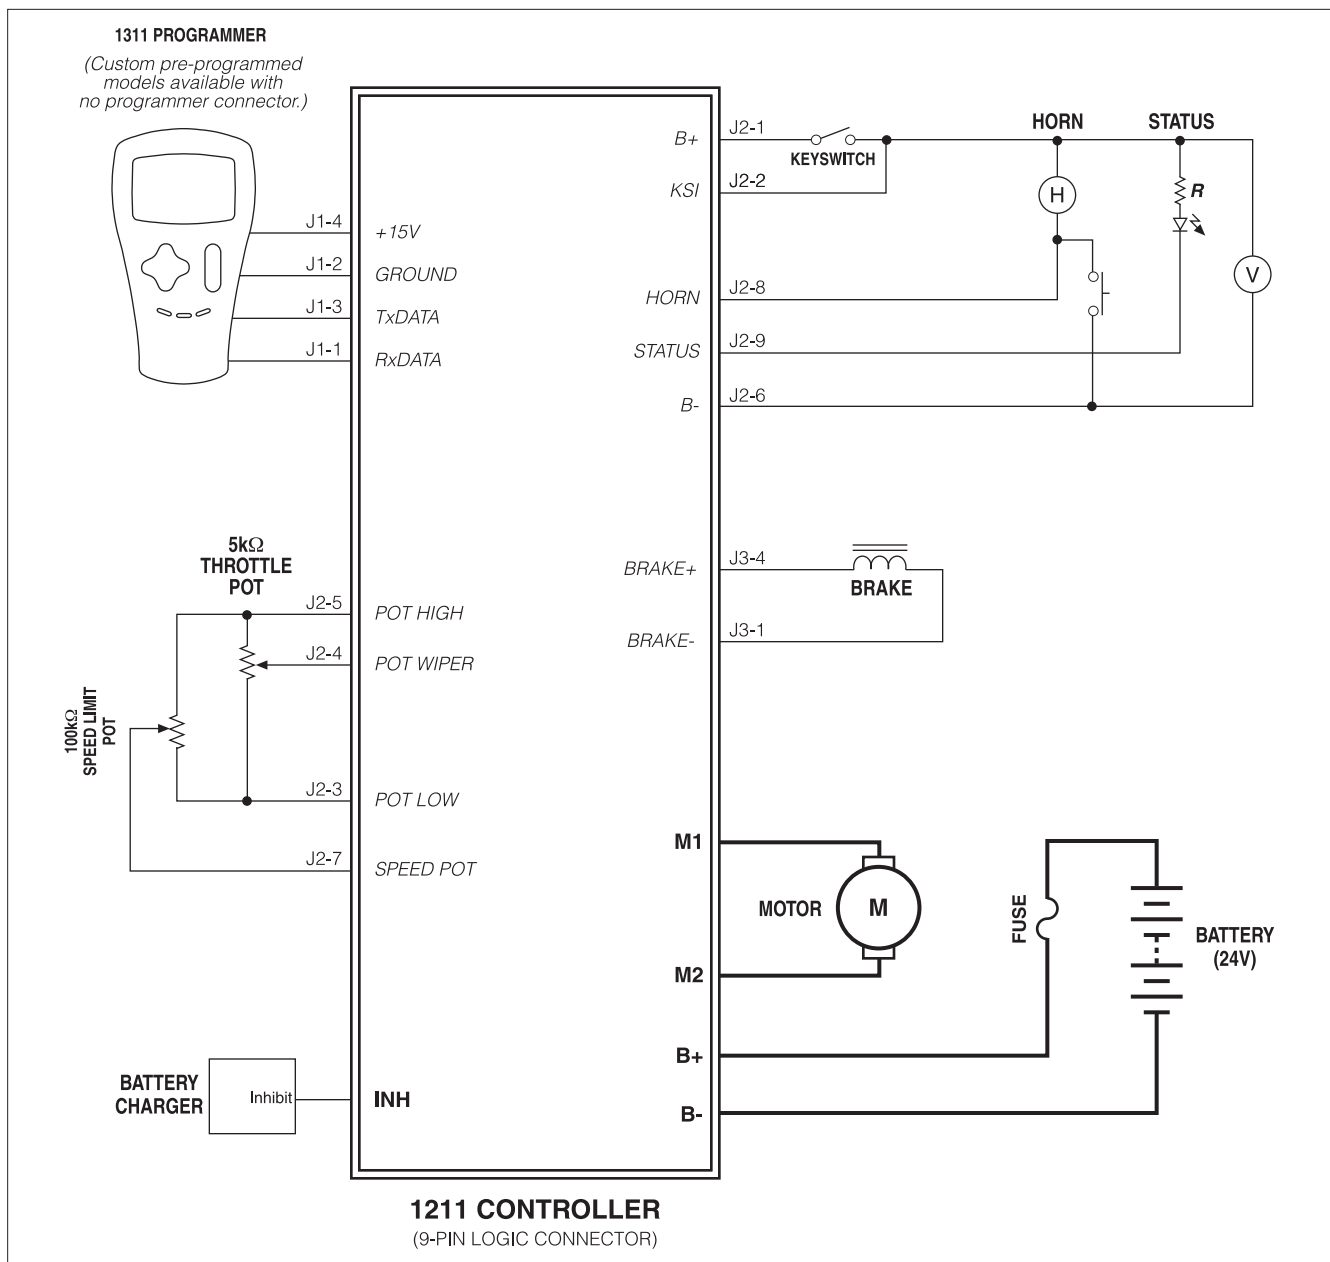 1311 PROGRAMMER
(Custom pre-programmed
models available with
no programmer connector.)
J1-4
+15V
J1-2
GROUND
J1-3
TxDATA
J1-1
RxDATA
B+
J2-1
KEYSWITCH
KSI
J2-2
HORN
STATUS
H
R
V
HORN
J2-8
STATUS
J2-9
B-
J2-6
5kΩ
THROTTLE
POT
J2-5
POT HIGH
J2-4
POT WIPER
100kΩ
SPEED LIMIT
POT
J2-3
POT LOW
J2-7
SPEED POT
BRAKE+
J3-4
BRAKE
BRAKE-
J3-1
M1
MOTOR
M
M2
FUSE
BATTERY
(24V)
B+
B-
BATTERY
CHARGER
Inhibit
INH
1211 CONTROLLER
(9-PIN LOGIC CONNECTOR)